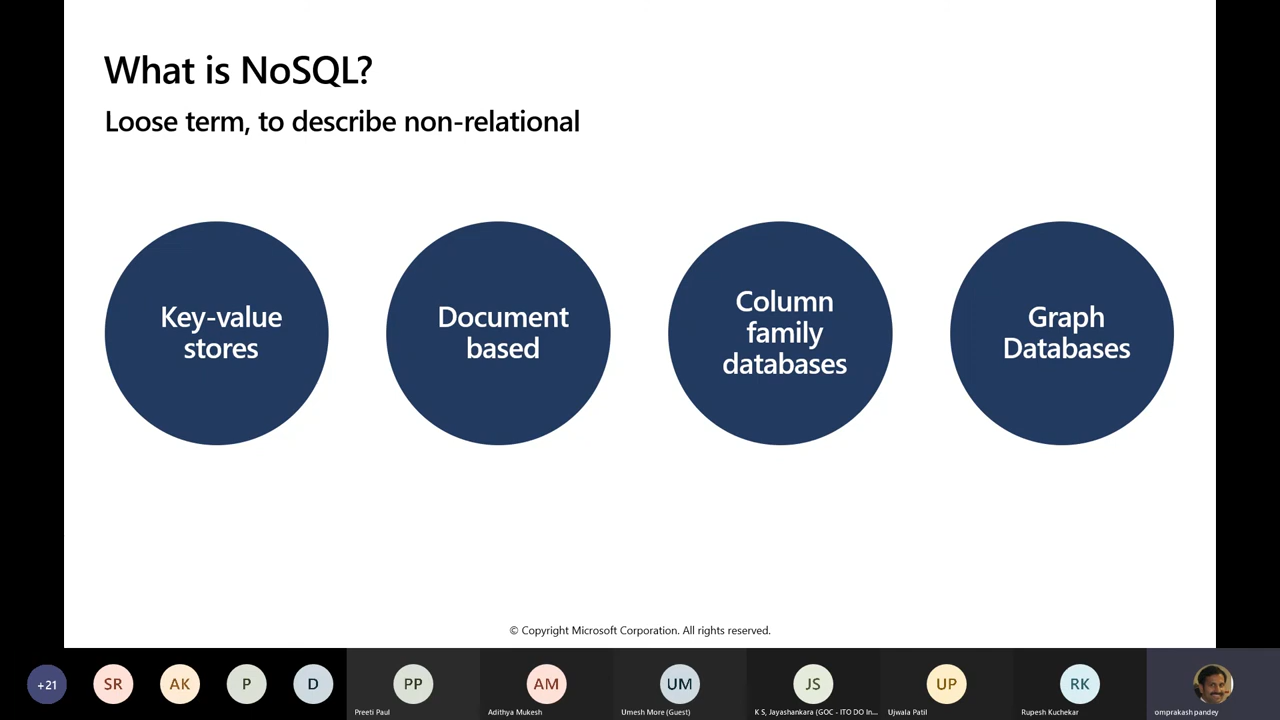 What is NoSQL?
Loose term, to describe non-relational
Key-value
stores
Document
based
Column
family
databases
Graph
Databases
© Copyright Microsoft Corporation. All rights reserved.
+21
SR
AK
P
D
PP
AM
UM
JS
UP
RK
Preeti Paul
Adithya Mukesh
Umesh More (Guest)
K S, Jayashankara (GOC - ITO DO In...
Ujwala Patil
Rupesh Kuchekar
omprakash pandey